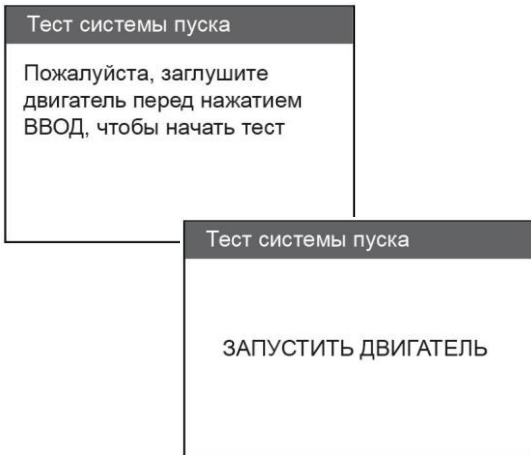 Тест системы пуска
Пожалуйста, заглушите
двигатель перед нажатием
ВВОД, чтобы начать тест
Тест системы пуска
ЗАПУСТИТЬ ДВИГАТЕЛЬ